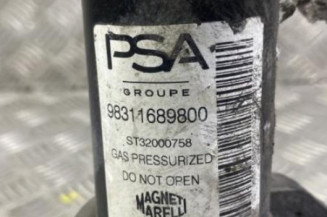 PSA
GROUPE
98311689800
ST32000758
GAS PRESSURIZED
DO NOT OPEN
MAGNETI
MARELLI